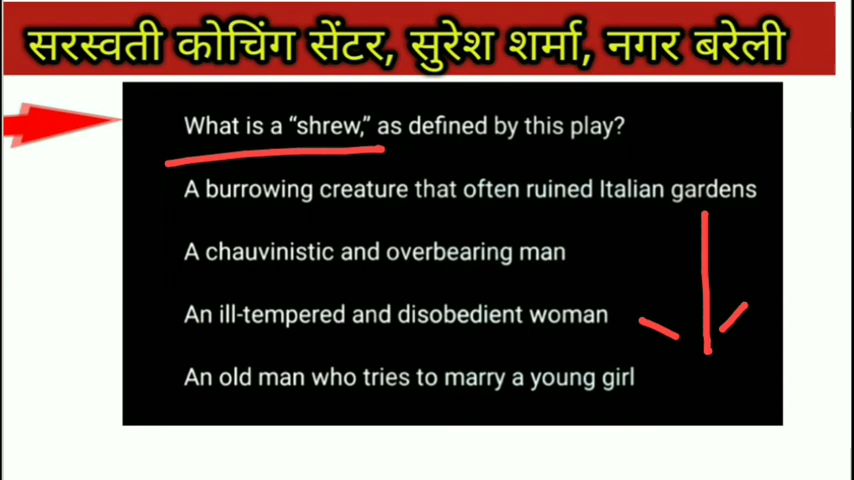 सरस्वती कोचिंग सेंटर, सुरेश शर्मा, नगर बरेली
What is a “shrew,” as defined by this play?
A burrowing creature that often ruined Italian gardens
A chauvinistic and overbearing man
An ill-tempered and disobedient woman
An old man who tries to marry a young girl